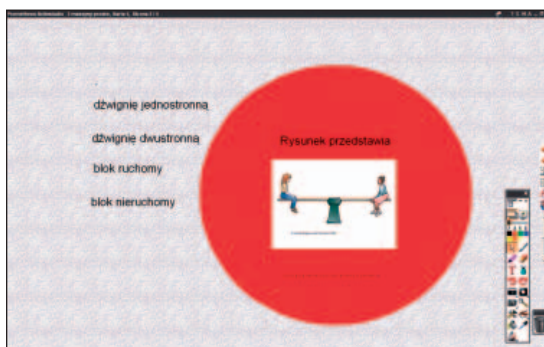 dźwignię jednostronną
dźwignię dwustronną
blok ruchomy
blok nieruchomy
Rysunek przedstawia